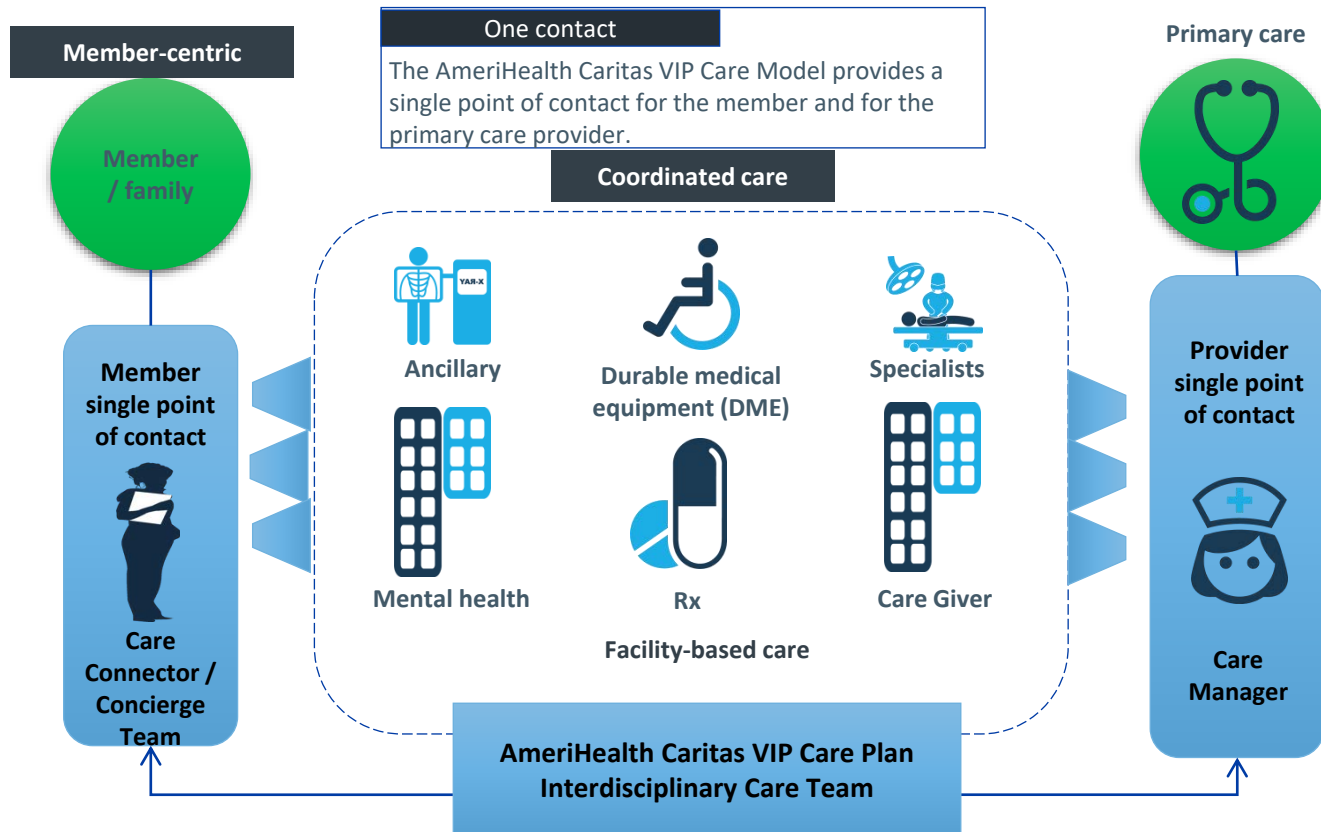 One contact
The AmeriHealth Caritas VIP Care Model provides a
single point of contact for the member and for the
primary care provider.
Member-centric
Primary care
Member
/ family
Coordinated care
YAR-X
Ancillary
Durable medical
equipment (DME)
Specialists
Mental health
Rx
Care Giver
Facility-based care
Member
single point
of contact
Care
Connector /
Concierge
Team
Provider
single point
of contact
Care
Manager
AmeriHealth Caritas VIP Care Plan
Interdisciplinary Care Team